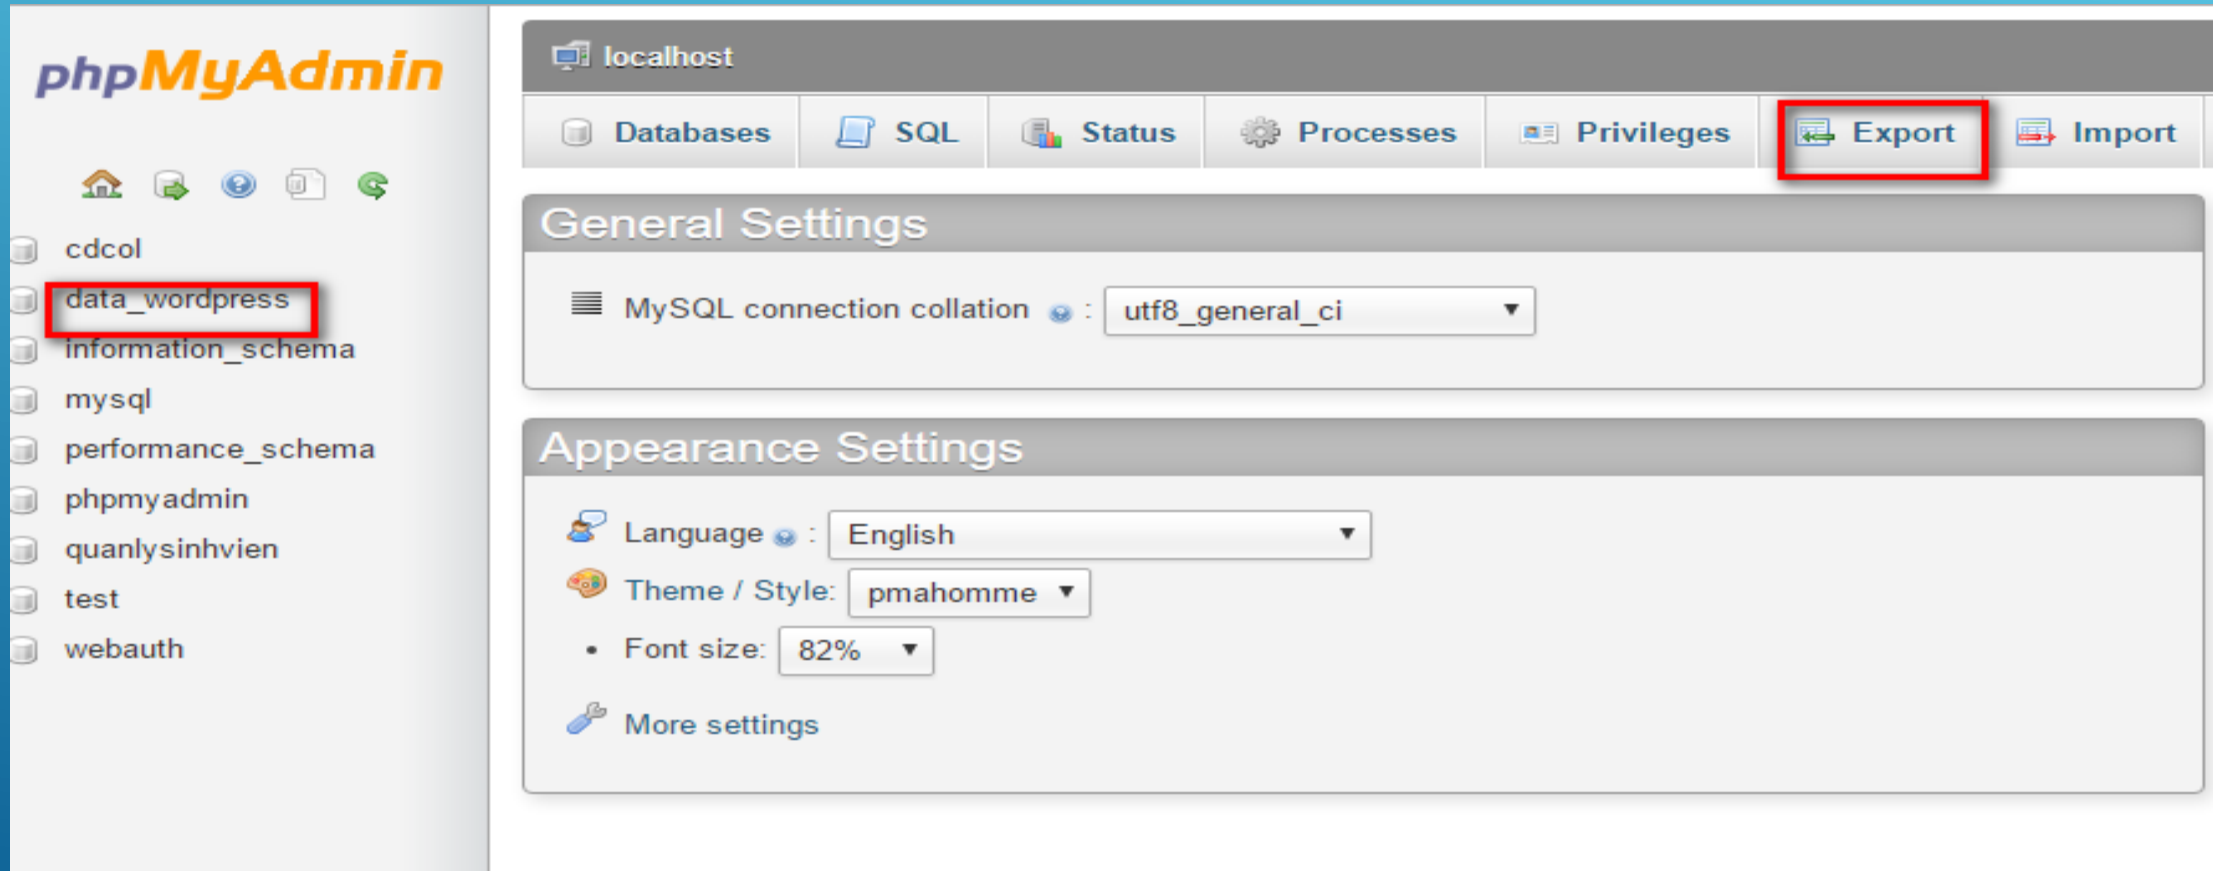 phpMyAdmin
cdcol
data_wordpress
information_schema
mysql
performance_schema
phpmyadmin
quanlysinhvien
test
webauth
localhost
Databases SQL Status Processes Privileges Export Import
General Settings
MySQL connection collation : utf8_general_ci
Appearance Settings
Language : English
Theme / Style: pmahomme
• Font size: 82%
More settings